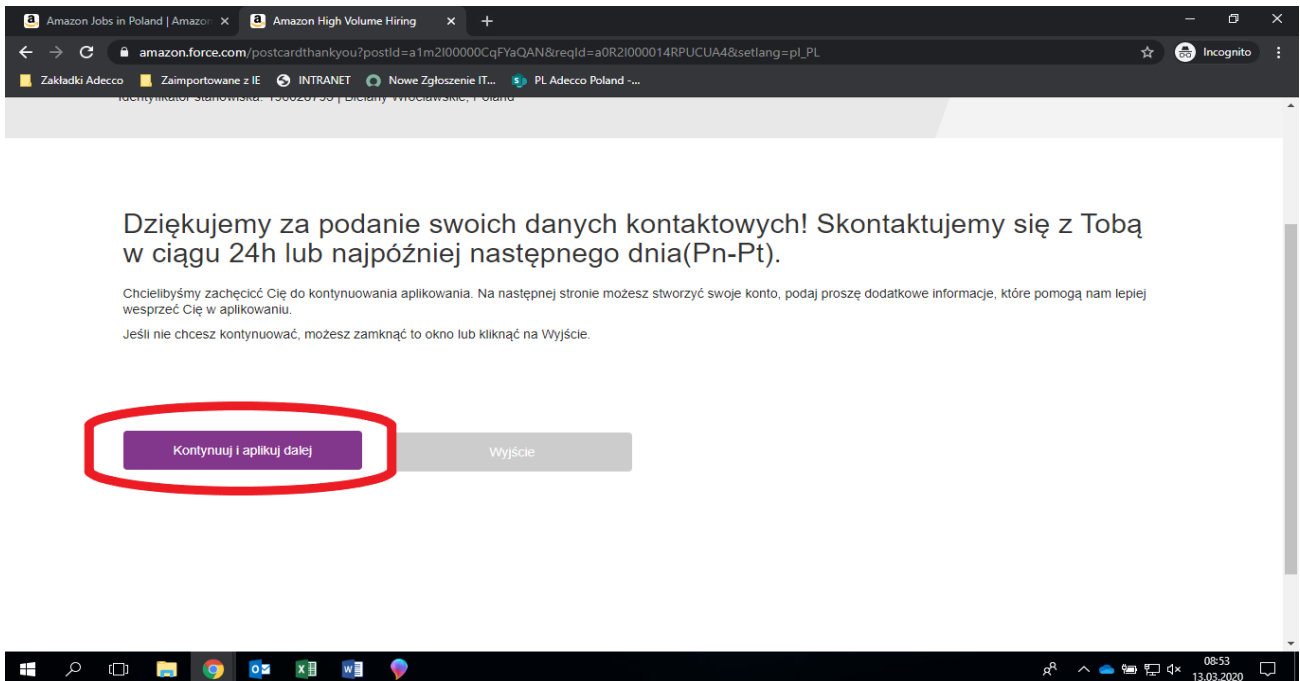 Amazon Jobs in Poland | Amazon
Amazon High Volume Hiring
amazon.force.com/postcardthankyou?postId=a1m2I00000CqFYaQAN&reqId=a0R2I000014RPUCUA4&setlang=pl_PL
Incognito
Zakładki Adecco
Zaimportowane z IE
INTRANET
Nowe Zgłoszenie IT...
PL Adecco Poland -...
Dziękujemy za podanie swoich danych kontaktowych! Skontaktujemy się z Tobą
w ciągu 24h lub najpóźniej następnego dnia(Pn-Pt).
Chcielibyśmy zachęcicć Cię do kontynuowania aplikowania. Na następnej stronie możesz stworzyć swoje konto, podaj proszę dodatkowe informacje, które pomogą nam lepiej
wesprzeć Cię w aplikowaniu.
Jeśli nie chcesz kontynuować, możesz zamknąć to okno lub kliknąć na Wyjście.
Kontynuuj i aplikuj dalej
Wyjście
08:53
13.03.2020